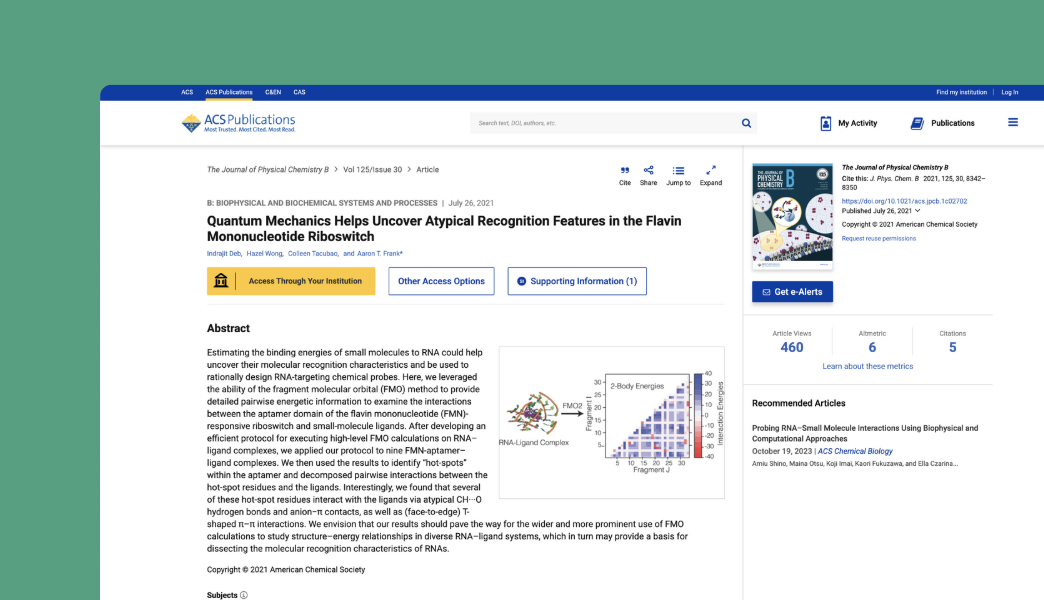 ACS ACS Publications C&EN CAS
Find my institution | Log In
ACS Publications
Most Trusted. Most Cited. Most Read.
Search text, DOI, authors, etc.
My Activity
Publications
The Journal of Physical Chemistry B > Vol 125/Issue 30 > Article
Cite Share Jump to Expand
B: BIOPHYSICAL AND BIOCHEMICAL SYSTEMS AND PROCESSES | July 26, 2021
Quantum Mechanics Helps Uncover Atypical Recognition Features in the Flavin
Mononucleotide Riboswitch
Indrajit Deb, Hazel Wong, Colleen Tacubao, and Aaron T. Frank*
Access Through Your Institution
Other Access Options
Supporting Information (1)
Abstract
Estimating the binding energies of small molecules to RNA could help
uncover their molecular recognition characteristics and be used to
rationally design RNA-targeting chemical probes. Here, we leveraged
the ability of the fragment molecular orbital (FMO) method to provide
detailed pairwise energetic information to examine the interactions
between the aptamer domain of the flavin mononucleotide (FMN)-
responsive riboswitch and small-molecule ligands. After developing an
efficient protocol for executing high-level FMO calculations on RNA–
ligand complexes, we applied our protocol to nine FMN-aptamer–
ligand complexes. We then used the results to identify “hot-spots”
within the aptamer and decomposed pairwise interactions between the
hot-spot residues and the ligands. Interestingly, we found that several
of these hot-spot residues interact with the ligands via atypical CH···O
hydrogen bonds and anion–π contacts, as well as (face-to-edge) T-
shaped π–π interactions. We envision that our results should pave the way for the wider and more prominent use of FMO
calculations to study structure–energy relationships in diverse RNA–ligand systems, which in turn may provide a basis for
dissecting the molecular recognition characteristics of RNAs.
RNA-Ligand Complex
FMO2
2-Body Energies
Fragment I
30
25
20
15
10
5
5 10 15 20 25 30
Fragment J
40
30
20
10
0
-10
-20
-30
-40
Interaction Energies
Copyright © 2021 American Chemical Society
Subjects
THE JOURNAL OF
PHYSICAL
CHEMISTRY
B
The Journal of Physical Chemistry B
Cite this: J. Phys. Chem. B 2021, 125, 30, 8342–
8350
https://doi.org/10.1021/acs.jpcb.1c02702
Published July 26, 2021
Copyright © 2021 American Chemical Society
Request reuse permissions
Get e-Alerts
Article Views
460
Altmetric
6
Citations
5
Learn about these metrics
Recommended Articles
Probing RNA–Small Molecule Interactions Using Biophysical and
Computational Approaches
October 19, 2023 | ACS Chemical Biology
Amiu Shino, Maina Otsu, Koji Imai, Kaori Fukuzawa, and Ella Czarina...